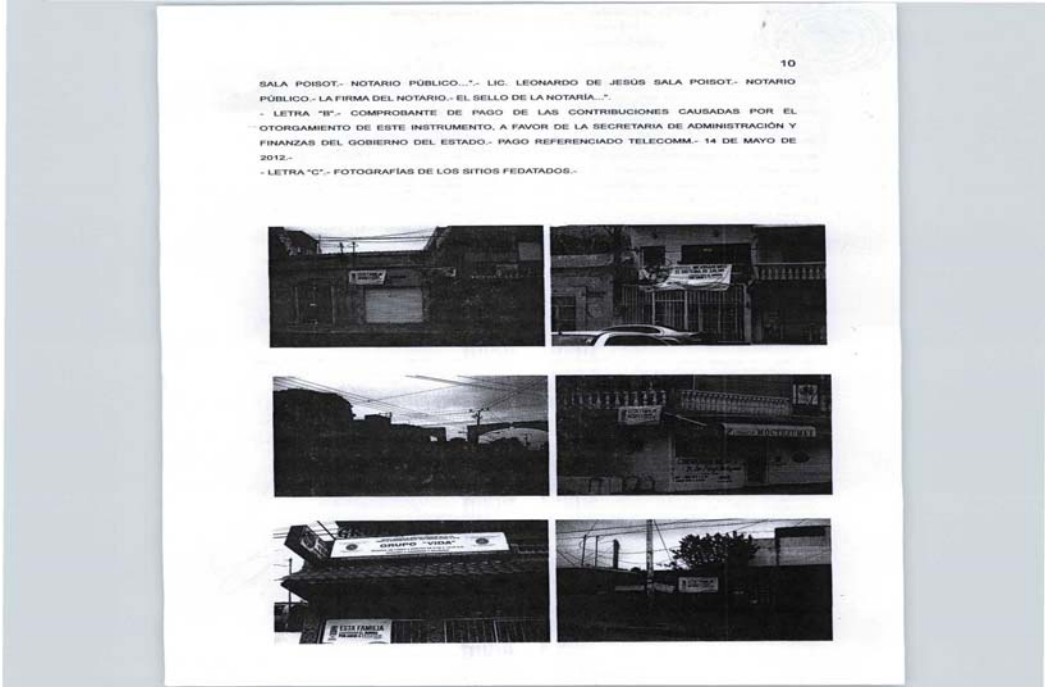 10
SALA POISOT.- NOTARIO PÚBLICO...".- LIC. LEONARDO DE JESÚS SALA POISOT.- NOTARIO
PÚBLICO.- LA FIRMA DEL NOTARIO.- EL SELLO DE LA NOTARÍA...".
- LETRA "B".- COMPROBANTE DE PAGO DE LAS CONTRIBUCIONES CAUSADAS POR EL
OTORGAMIENTO DE ESTE INSTRUMENTO, A FAVOR DE LA SECRETARIA DE ADMINISTRACIÓN Y
FINANZAS DEL GOBIERNO DEL ESTADO.- PAGO REFERENCIADO TELECOMM.- 14 DE MAYO DE
2012.-
- LETRA "C".- FOTOGRAFÍAS DE LOS SITIOS FEDATADOS.-
MOCTEZUMA
GRUPO "VIDA"
ESTA FAMILIA